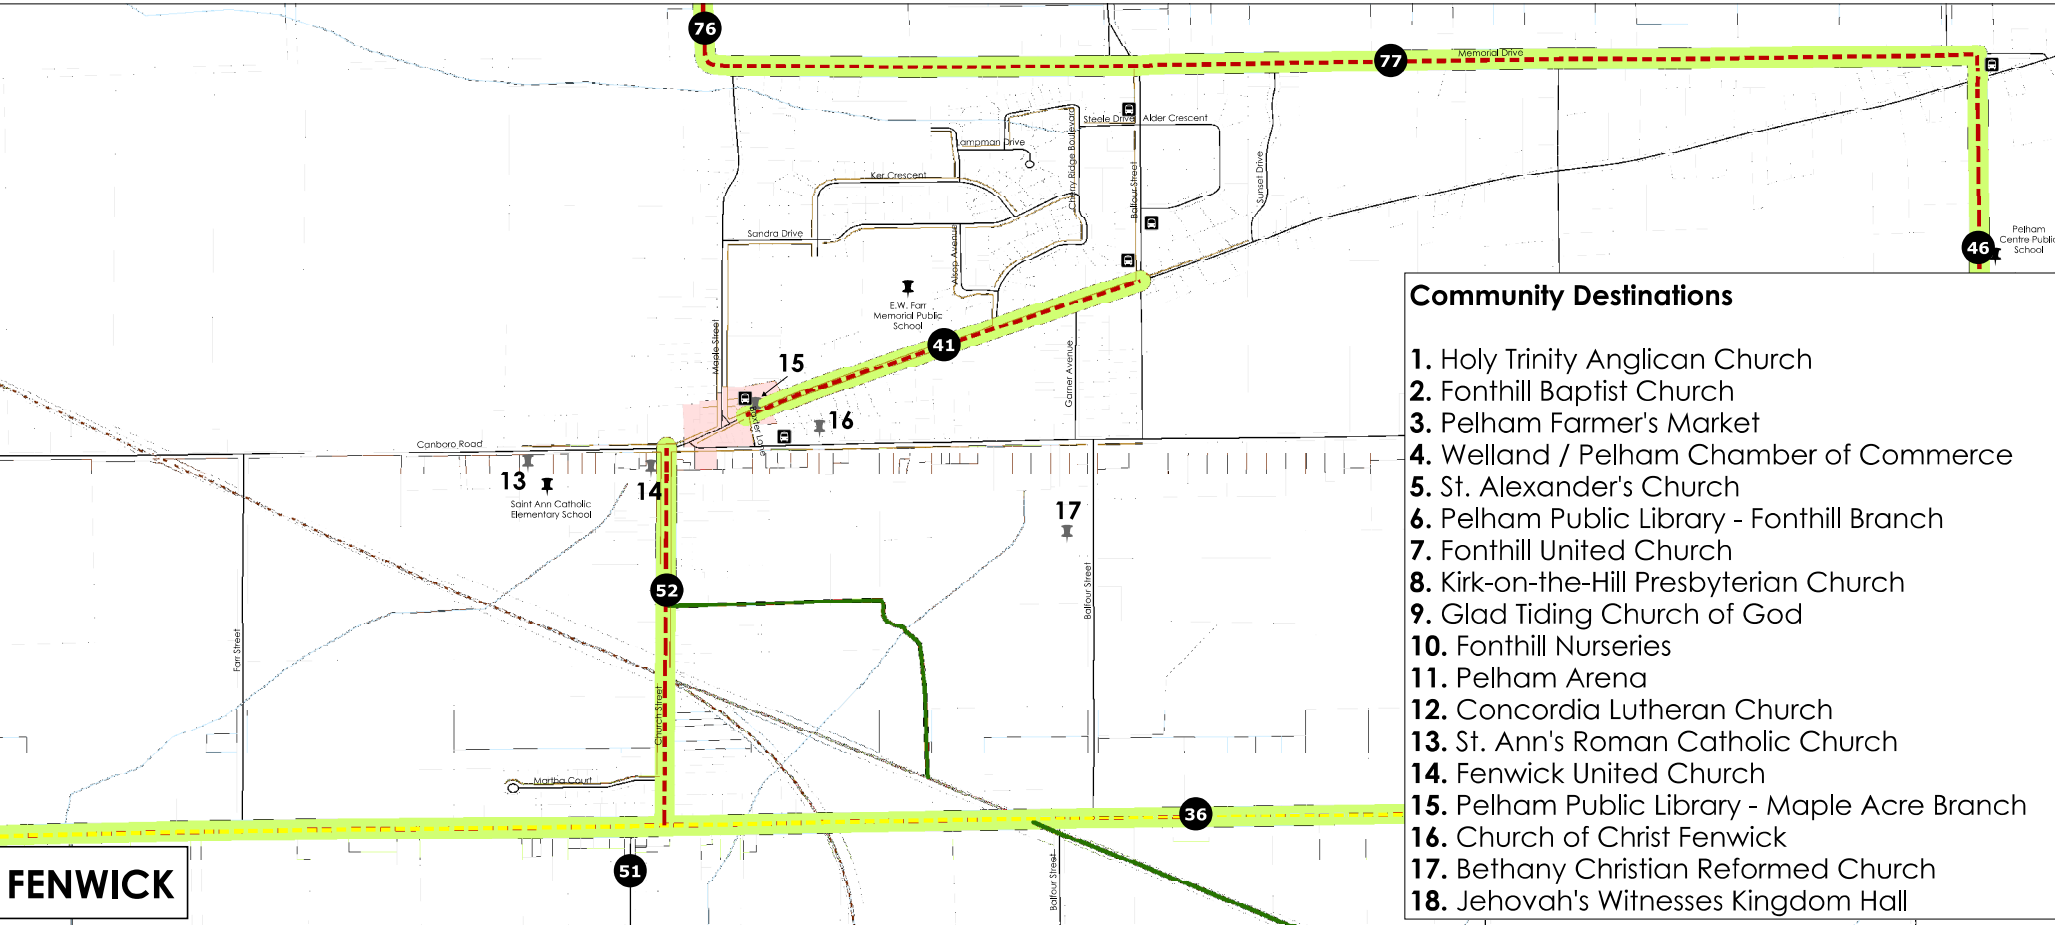 76
77
Memorial Drive
Steele Drive
Alder Crescent
Lampman Drive
Cherry Ridge Boulevard
Ker Crescent
Balfour Street
Sunset Drive
Sandra Drive
Alsop Avenue
46
Pelham
Centre Public
School
E.W. Farr
Memorial Public
School
Maple Street
41
Garner Avenue
15
16
Canboro Road
13
14
Saint Ann Catholic
Elementary School
17
52
Balfour Street
Farr Street
Church Street
Martha Court
36
51
Balfour Street
FENWICK
Community Destinations
1. Holy Trinity Anglican Church
2. Fonthill Baptist Church
3. Pelham Farmer's Market
4. Welland / Pelham Chamber of Commerce
5. St. Alexander's Church
6. Pelham Public Library - Fonthill Branch
7. Fonthill United Church
8. Kirk-on-the-Hill Presbyterian Church
9. Glad Tiding Church of God
10. Fonthill Nurseries
11. Pelham Arena
12. Concordia Lutheran Church
13. St. Ann's Roman Catholic Church
14. Fenwick United Church
15. Pelham Public Library - Maple Acre Branch
16. Church of Christ Fenwick
17. Bethany Christian Reformed Church
18. Jehovah's Witnesses Kingdom Hall